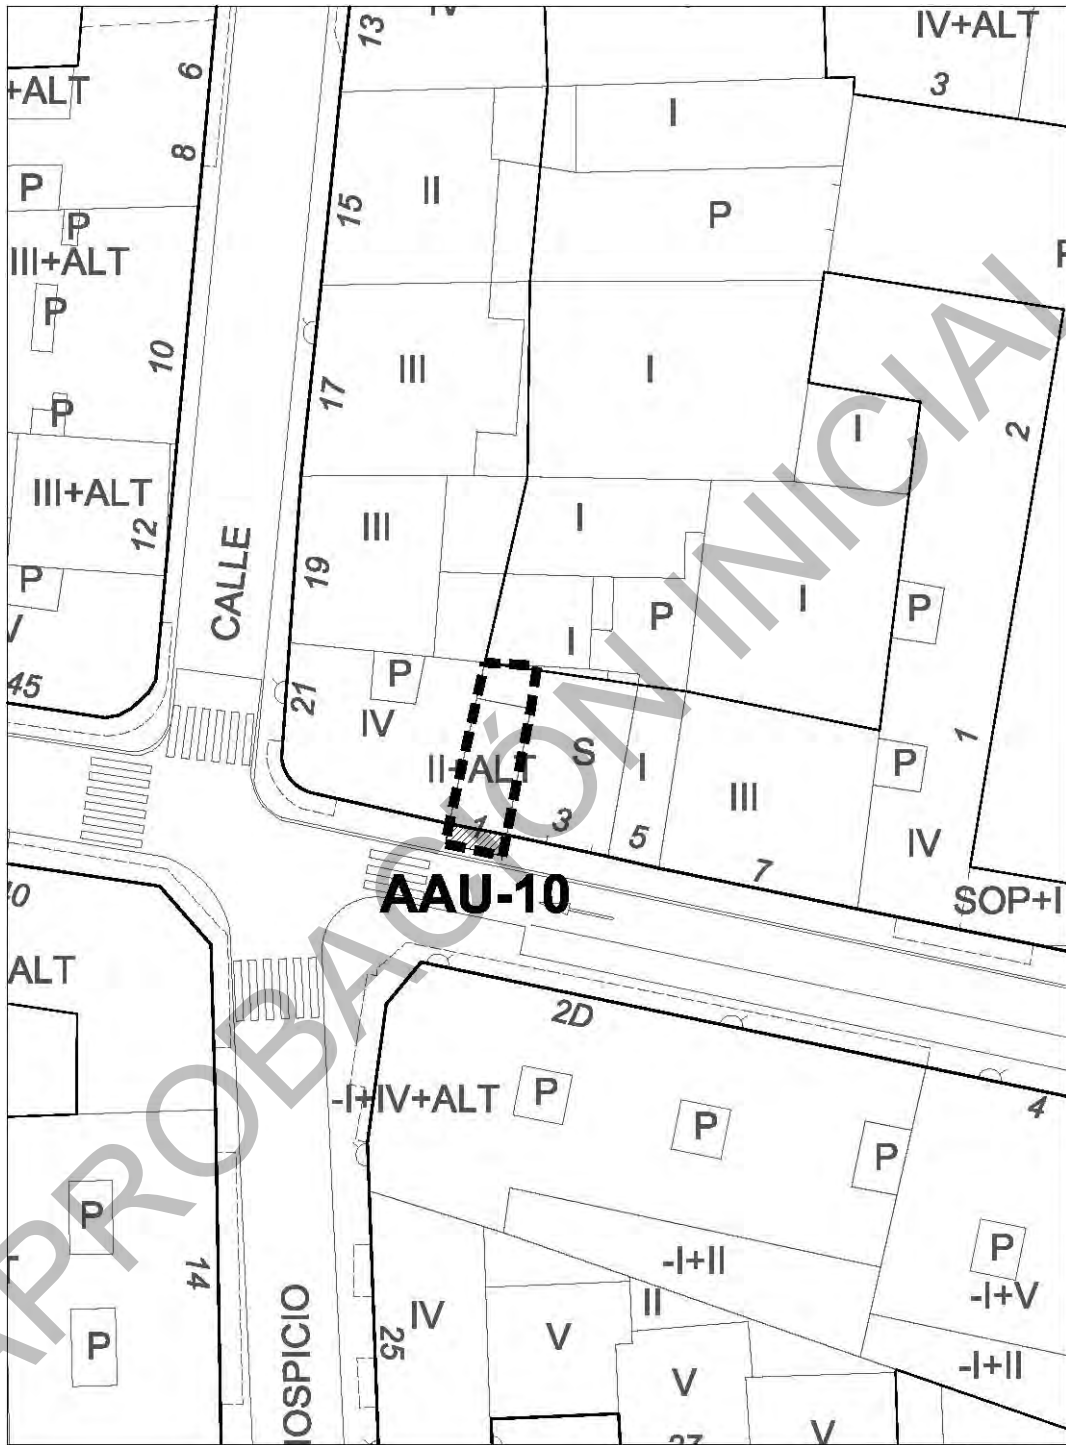 IV
IV+ALT
13
6
3
+ALT
I
8
P
II
15
P
P
III+ALT
P
10
III
17
I
I
2
P
III+ALT
12
III
I
19
CALLE
P
I
P
I
P
45
21
P
IV
II+ALT
S
I
III
P
1
IV
1
3
5
7
AAU-10
SOP+I
ALT
2D
-I+IV+ALT
P
P
P
4
P
14
-I+II
P
-I+V
HOSPICIO
IV
II
V
25
P
-I+II
V
V
27
APROBACIÓN INICIAL